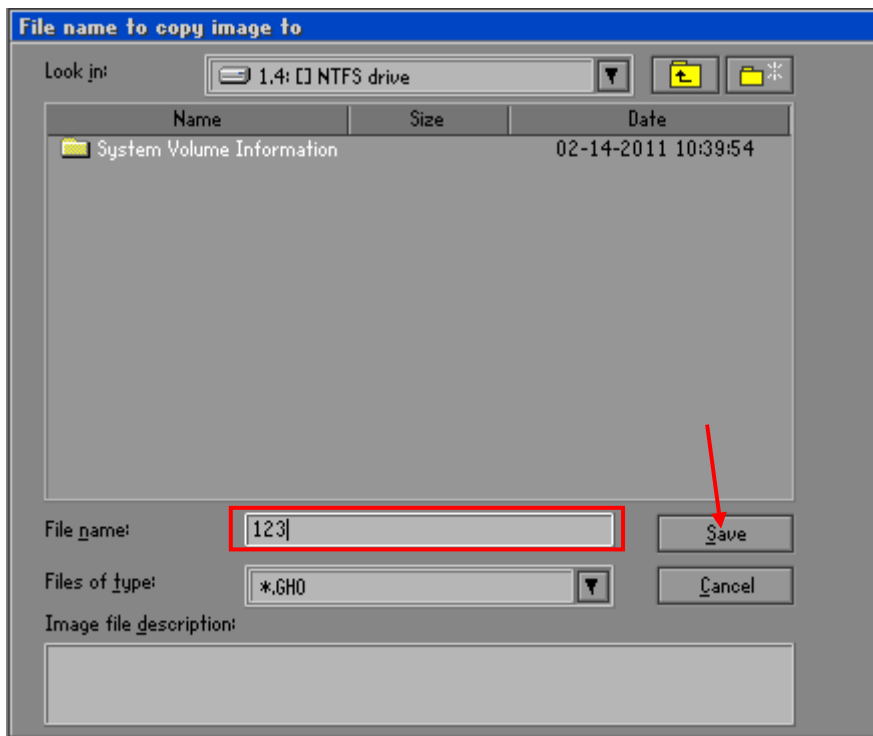 File name to copy image to
Look in: 1.4: [] NTFS drive
Name Size Date
System Volume Information 02-14-2011 10:39:54
File name: 123 Save
Files of type: *.GHO Cancel
Image file description: